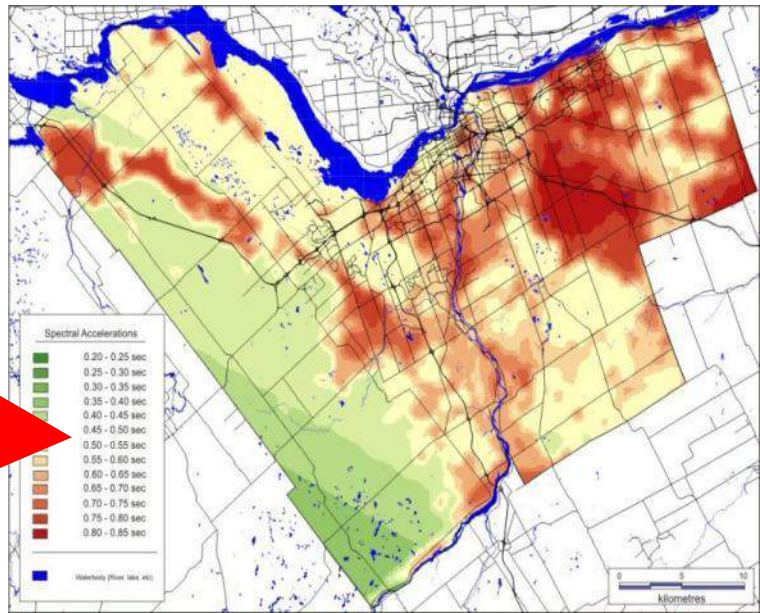 Spectral Accelerations
0.20 - 0.25 sec
0.25 - 0.30 sec
0.30 - 0.35 sec
0.35 - 0.40 sec
0.40 - 0.45 sec
0.45 - 0.50 sec
0.50 - 0.55 sec
0.55 - 0.60 sec
0.60 - 0.65 sec
0.65 - 0.70 sec
0.70 - 0.75 sec
0.75 - 0.80 sec
0.80 - 0.85 sec
Waterbody (River, lake, etc)
0 5 10
kilometres